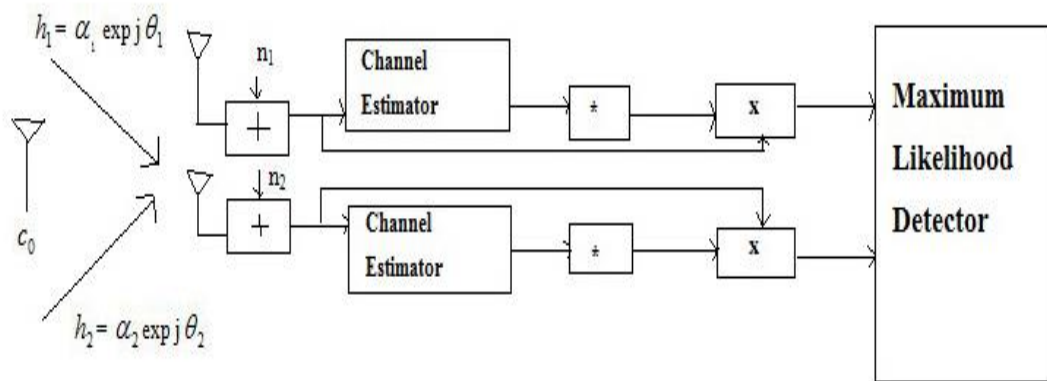 h₁ = α₁ exp j θ₁
n₁
Channel
Estimator
+
*
x
Maximum
Likelihood
Detector
n₂
c₀
+
Channel
Estimator
*
x
h₂ = α₂ exp j θ₂